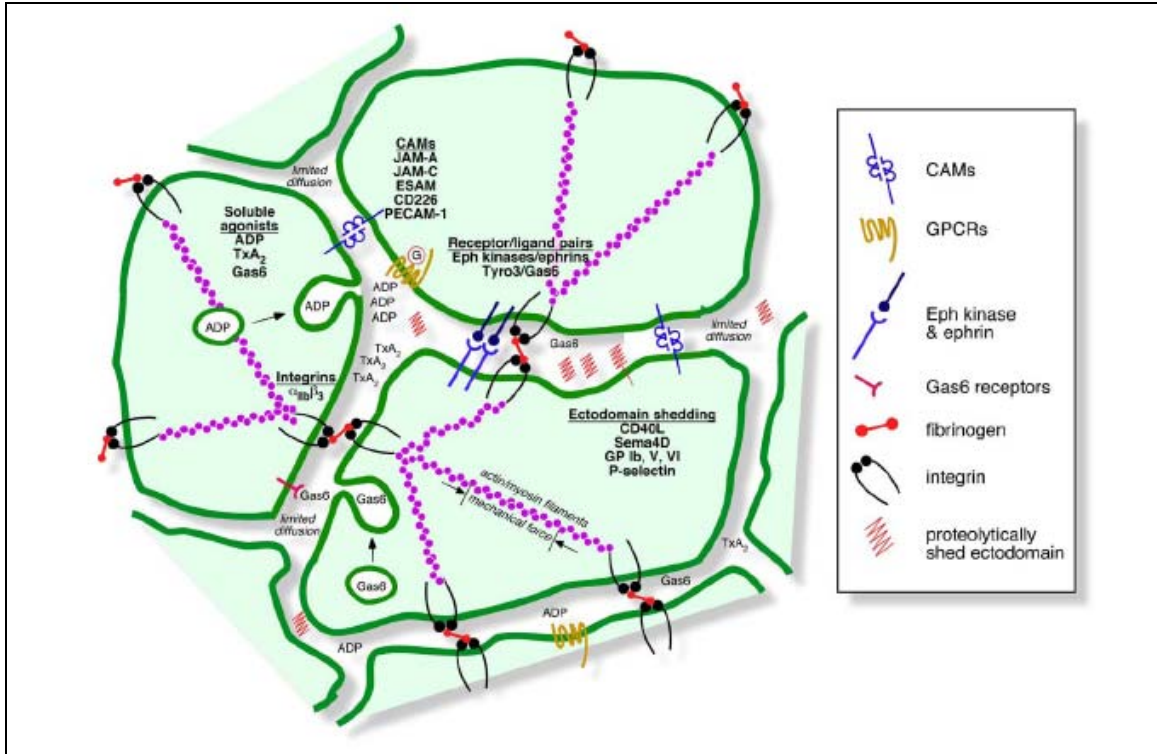 CAMs
JAM-A
JAM-C
ESAM
CD226
PECAM-1
limited
diffusion
Soluble
agonists
ADP
TxA2
Gas6
Receptor/ligand pairs
Eph kinases/ephrins
Tyro3/Gas6
G
ADP
ADP
ADP
ADP
ADP
TxA2
TxA2
TxA2
Gas6
limited
diffusion
Integrins
αIIbβ3
Ectodomain shedding
CD40L
Sema4D
GP Ib, V, VI
P-selectin
actin/myosin filaments
mechanical force
Gas6
Gas6
limited
diffusion
Gas6
TxA2
Gas6
ADP
ADP
CAMs
GPCRs
Eph kinase
& ephrin
Gas6 receptors
fibrinogen
integrin
proteolytically
shed ectodomain